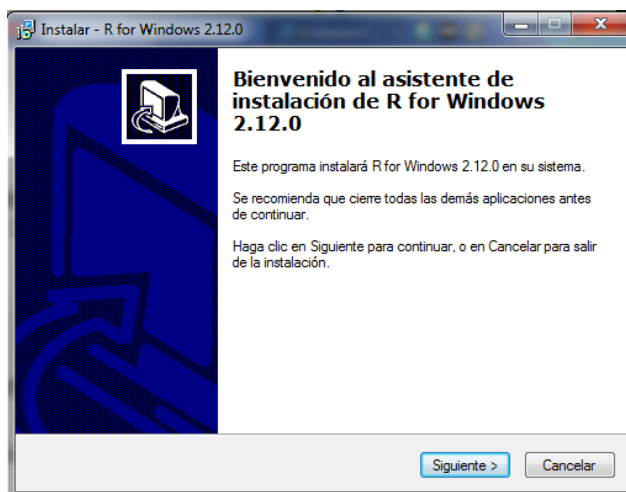 Instalar - R for Windows 2.12.0
Bienvenido al asistente de
instalación de R for Windows
2.12.0
Este programa instalará R for Windows 2.12.0 en su sistema.
Se recomienda que cierre todas las demás aplicaciones antes
de continuar.
Haga clic en Siguiente para continuar, o en Cancelar para salir
de la instalación.
Siguiente >
Cancelar